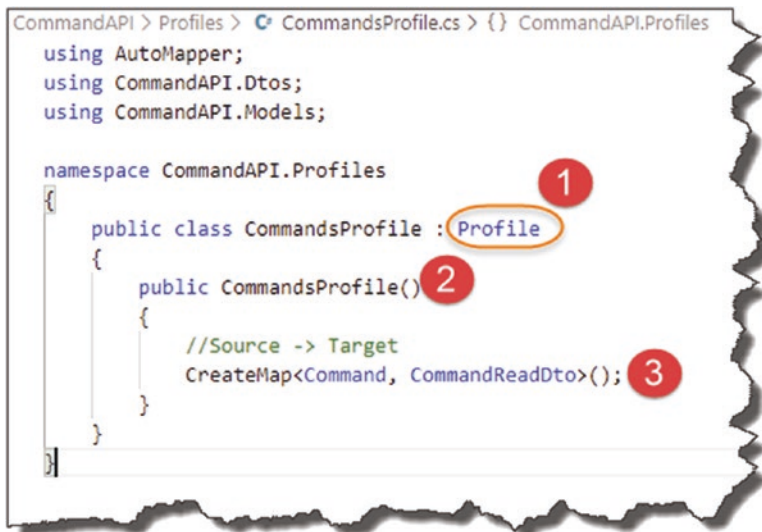 CommandAPI > Profiles > CommandsProfile.cs > {} CommandAPI.Profiles
using AutoMapper;
using CommandAPI.Dtos;
using CommandAPI.Models;
namespace CommandAPI.Profiles
1
{
public class CommandsProfile : Profile
{
public CommandsProfile() 2
{
//Source -> Target
CreateMap<Command, CommandReadDto>(); 3
}
}
}